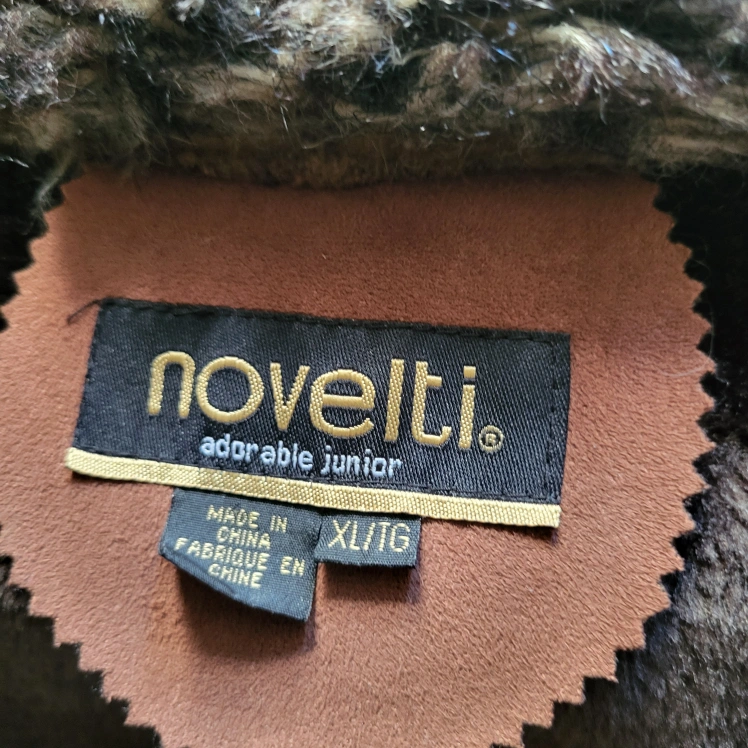 novelti®
adorable junior
MADE IN
CHINA
FABRIQUE EN
CHINE
XL/TG